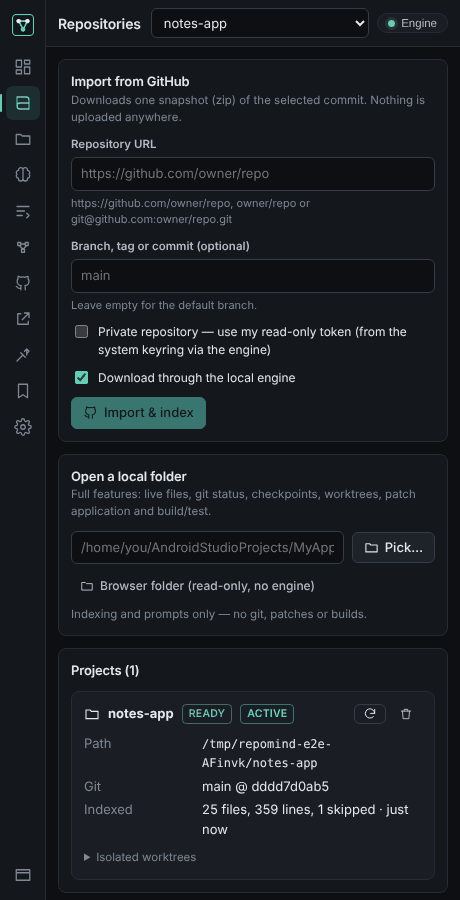 Repositories
notes-app
Engine
Import from GitHub
Downloads one snapshot (zip) of the selected commit. Nothing is
uploaded anywhere.
Repository URL
https://github.com/owner/repo
https://github.com/owner/repo, owner/repo or
git@github.com:owner/repo.git
Branch, tag or commit (optional)
main
Leave empty for the default branch.
Private repository — use my read-only token (from the
system keyring via the engine)
Download through the local engine
Import & index
Open a local folder
Full features: live files, git status, checkpoints, worktrees, patch
application and build/test.
/home/you/AndroidStudioProjects/MyApp
Pick…
Browser folder (read-only, no engine)
Indexing and prompts only — no git, patches or builds.
Projects (1)
notes-app READY ACTIVE
Path /tmp/repomind-e2e-
AFinvk/notes-app
Git main @ dddd7d0ab5
Indexed 25 files, 359 lines, 1 skipped · just
now
Isolated worktrees